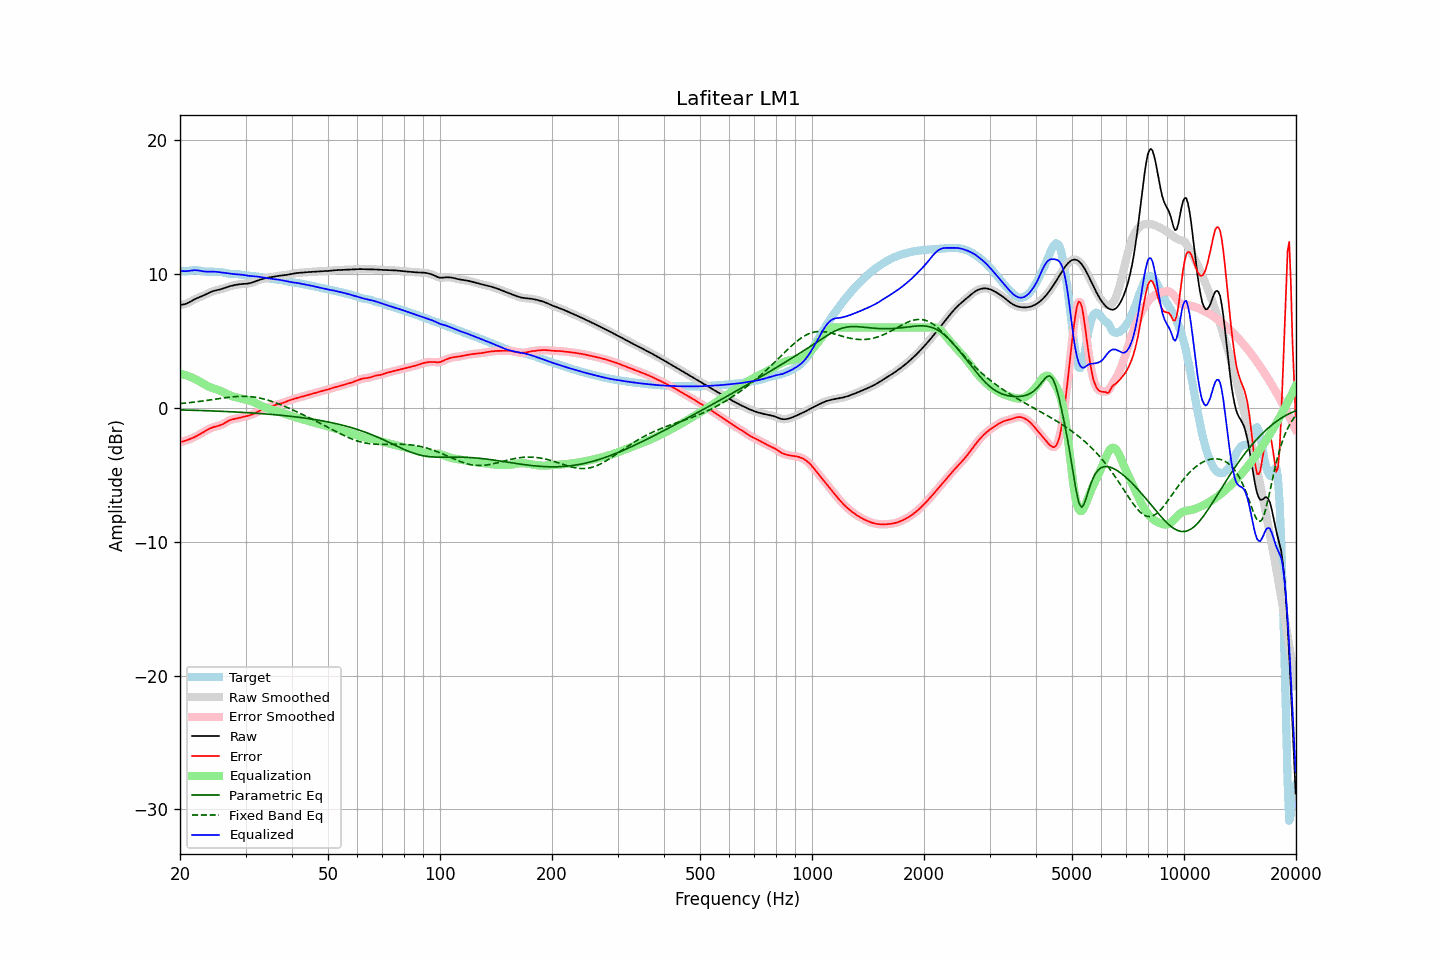 Lafitear LM1
Amplitude (dBr)
20
10
0
−10
−20
−30
Target
Raw Smoothed
Error Smoothed
Raw
Error
Equalization
Parametric Eq
Fixed Band Eq
Equalized
20 50 100 200 500 1000 2000 5000 10000 20000
Frequency (Hz)